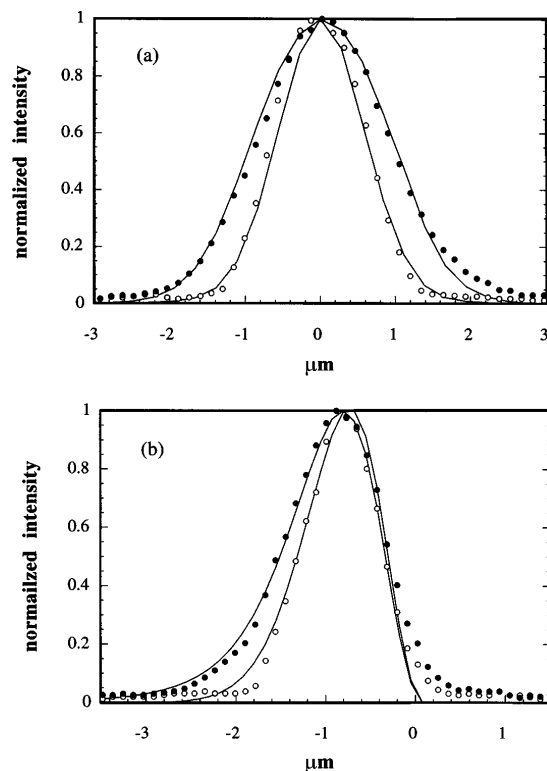 (a)
normalized intensity
1
0.8
0.6
0.4
0.2
0
-3 -2 -1 0 1 2 3
μm
(b)
normailzed intensity
1
0.8
0.6
0.4
0.2
0
-3 -2 -1 0 1
μm